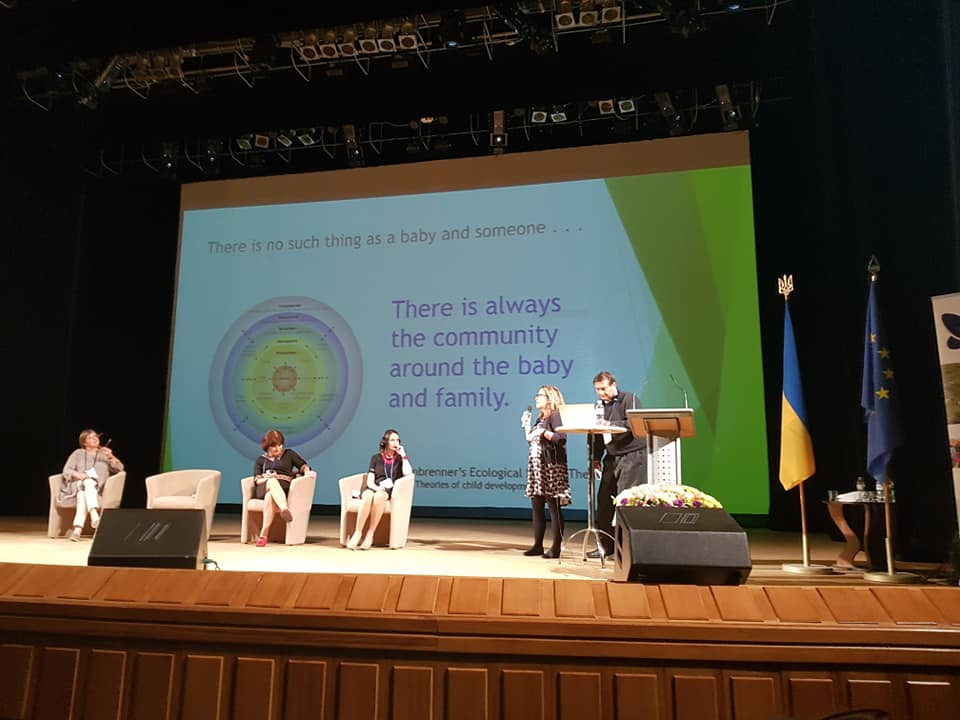 There is no such thing as a baby and someone . . .
There is always
the community
around the baby
and family.
Ecological
Theories of child